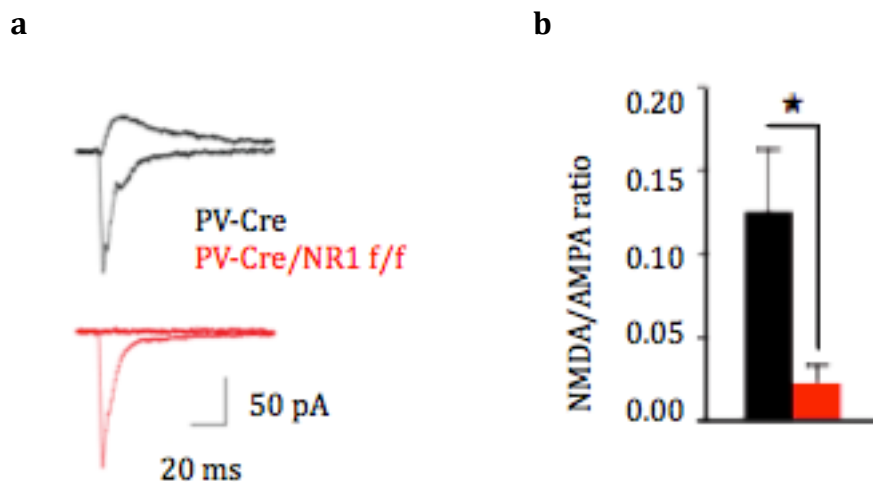 a
PV-Cre
PV-Cre/NR1 f/f
50 pA
20 ms
b
NMDA/AMPA ratio
0.20
0.15
0.10
0.05
0.00
★